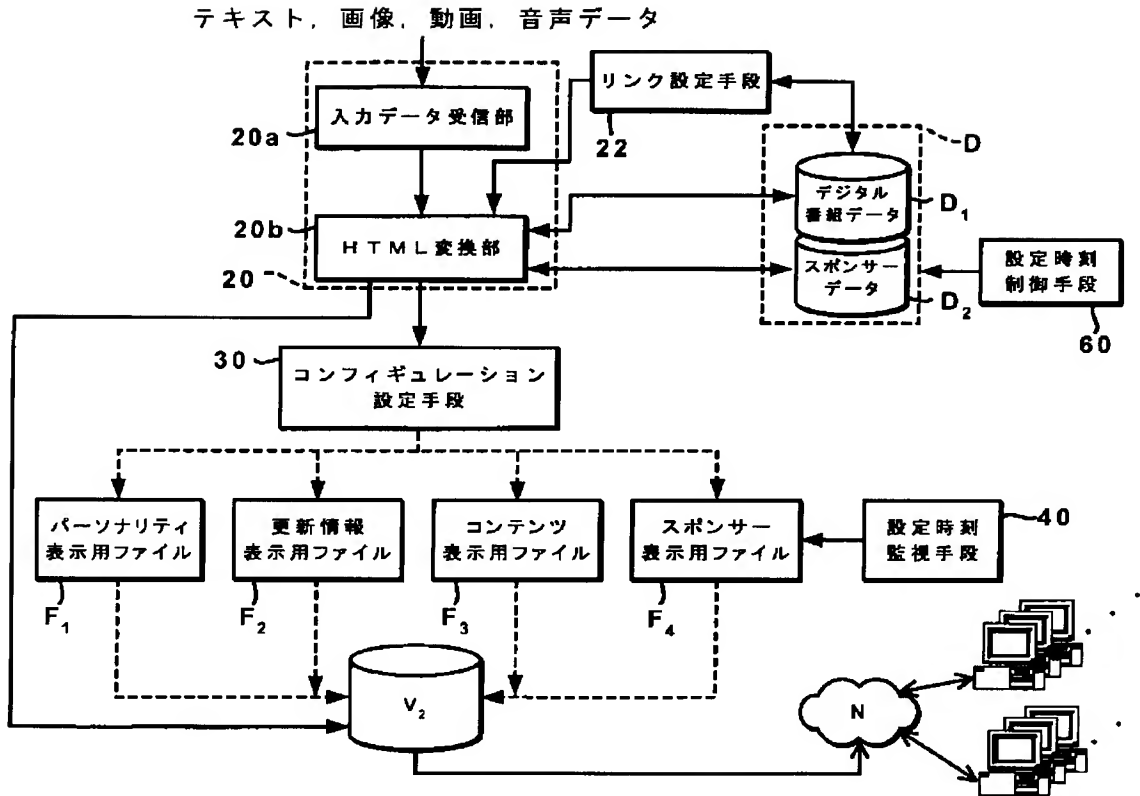 テキスト, 画像, 動画, 音声データ
入力データ受信部
20a
リンク設定手段
22
D
デジタル
番組データ
D1
20b
HTML変換部
20
スポンサー
データ
D2
設定時刻
制御手段
60
30
コンフィギュレーション
設定手段
パーソナリティ
表示用ファイル
F1
更新情報
表示用ファイル
F2
コンテンツ
表示用ファイル
F3
スポンサー
表示用ファイル
F4
設定時刻
監視手段
40
V2
N